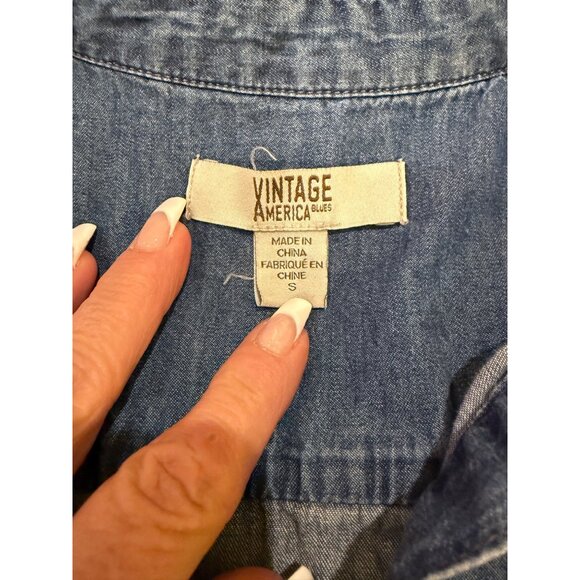 VINTAGE
AMERICA BLUES
MADE IN
CHINA
FABRIQUÉ EN
CHINE
S